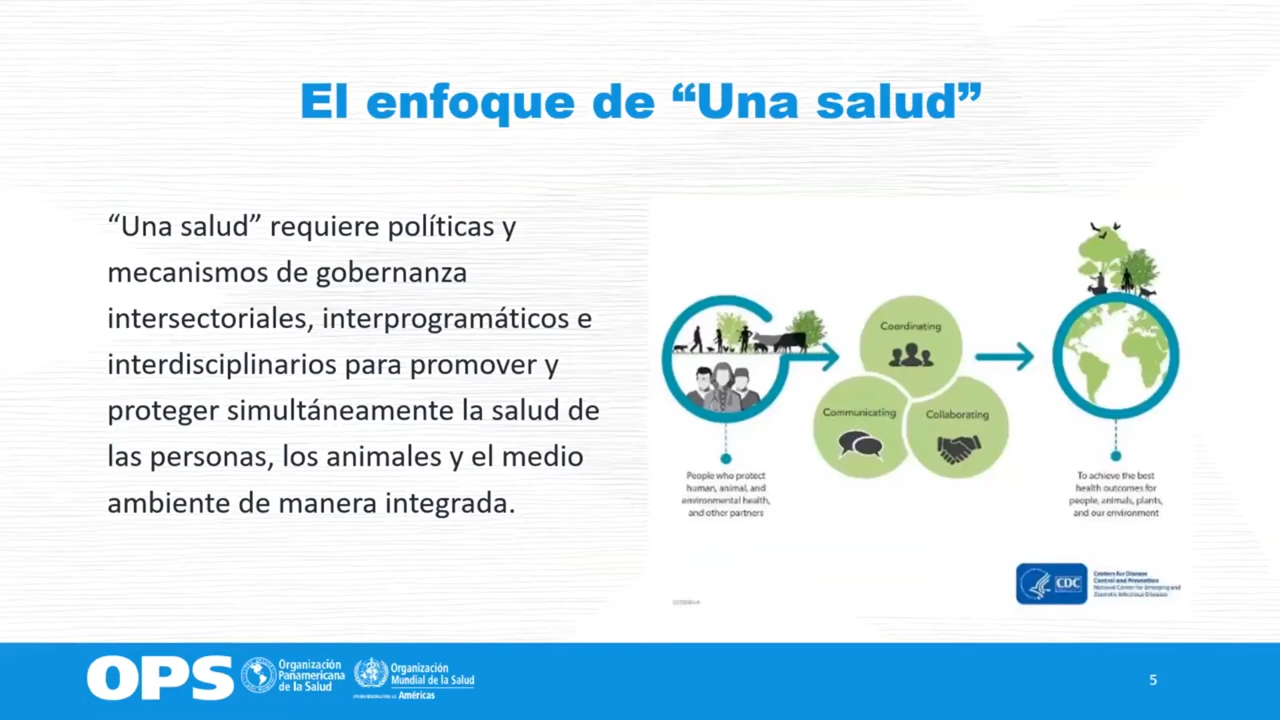 El enfoque de “Una salud”
“Una salud” requiere políticas y
mecanismos de gobernanza
intersectoriales, interprogramáticos e
interdisciplinarios para promover y
proteger simultáneamente la salud de
las personas, los animales y el medio
ambiente de manera integrada.
Coordinating
Communicating
Collaborating
People who protect
human, animal, and
environmental health,
and other partners
To achieve the best
health outcomes for
people, animals, plants,
and our environment
CDC
Centers for Disease
Control and Prevention
National Center for Emerging and
Zoonotic Infectious Diseases
OPS
Organización
Panamericana
de la Salud
Organización
Mundial de la Salud
Américas
5